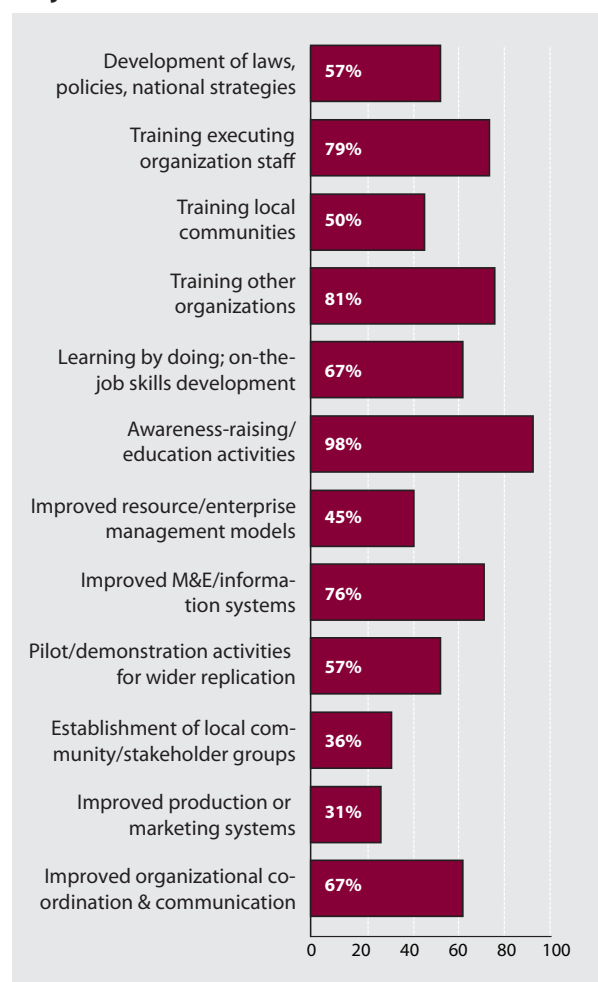 Development of laws,
policies, national strategies
57%
Training executing
organization staff
79%
Training local
communities
50%
Training other
organizations
81%
Learning by doing; on-the-
job skills development
67%
Awareness-raising/
education activities
98%
Improved resource/enterprise
management models
45%
Improved M&E/informa-
tion systems
76%
Pilot/demonstration activities
for wider replication
57%
Establishment of local com-
munity/stakeholder groups
36%
Improved production or
marketing systems
31%
Improved organizational co-
ordination & communication
67%
0 20 40 60 80 100